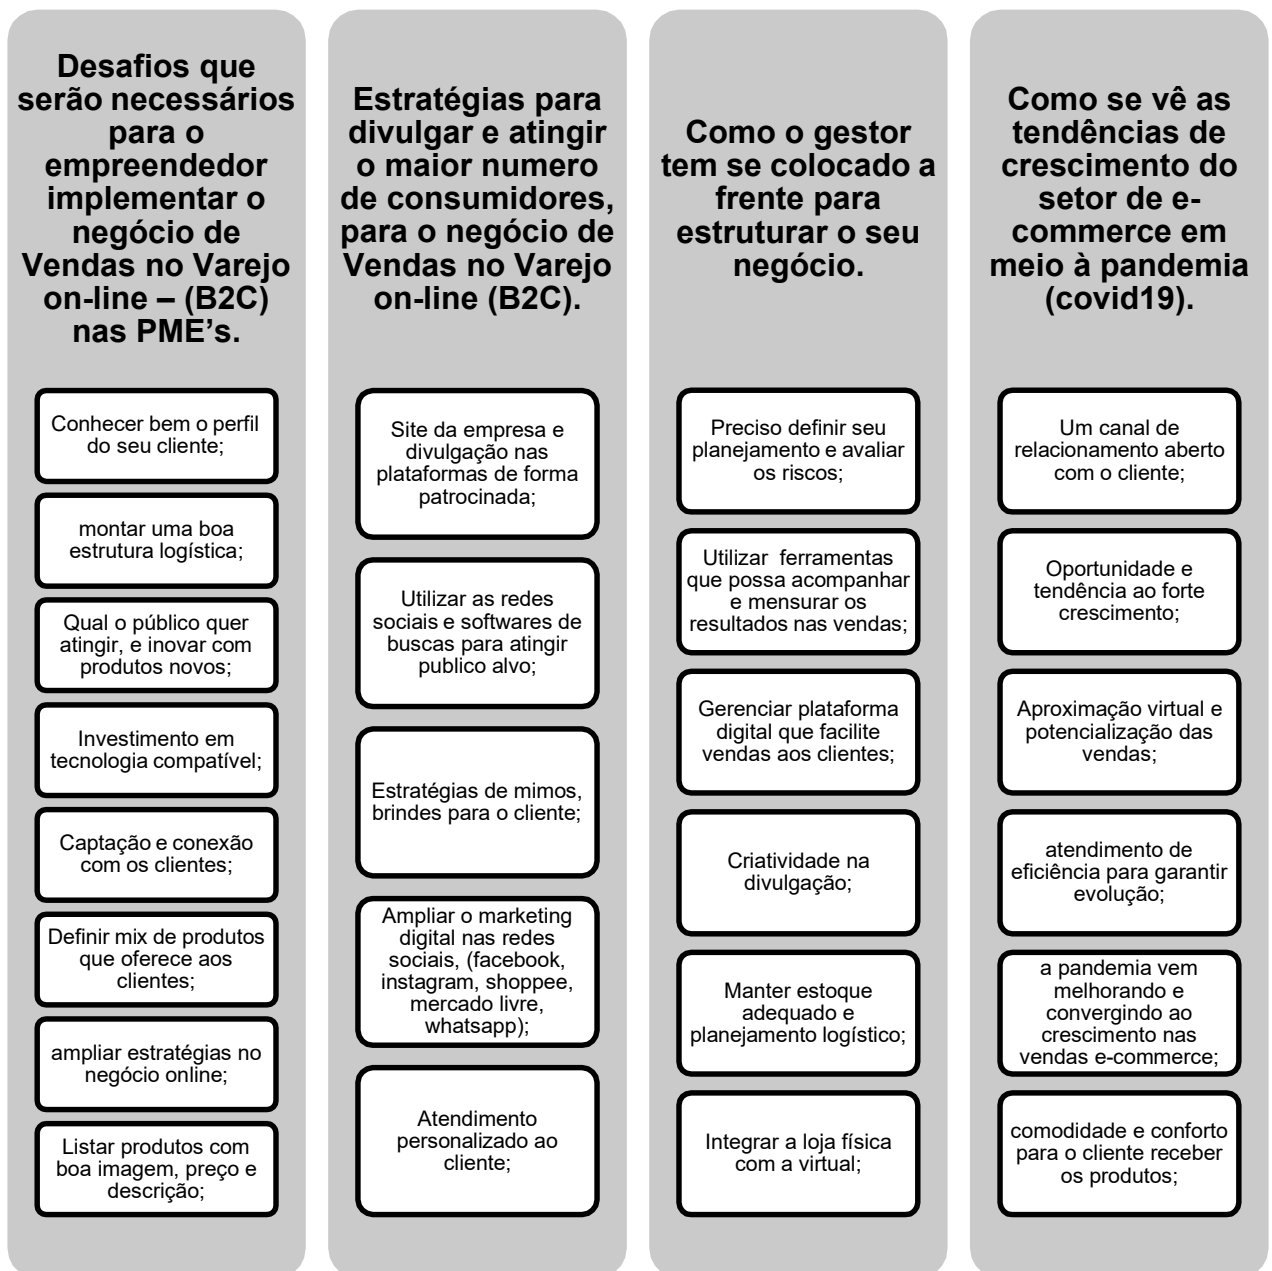 Desafios que
serão necessários
para o
empreendedor
implementar o
negócio de
Vendas no Varejo
on-line – (B2C)
nas PME’s.
Conhecer bem o perfil
do seu cliente;
montar uma boa
estrutura logística;
Qual o público quer
atingir, e inovar com
produtos novos;
Investimento em
tecnologia compatível;
Captação e conexão
com os clientes;
Definir mix de produtos
que oferece aos
clientes;
ampliar estratégias no
negócio online;
Listar produtos com
boa imagem, preço e
descrição;
Estratégias para
divulgar e atingir
o maior numero
de consumidores,
para o negócio de
Vendas no Varejo
on-line (B2C).
Site da empresa e
divulgação nas
plataformas de forma
patrocinada;
Utilizar as redes
sociais e softwares de
buscas para atingir
publico alvo;
Estratégias de mimos,
brindes para o cliente;
Ampliar o marketing
digital nas redes
sociais, (facebook,
instagram, shoppee,
mercado livre,
whatsapp);
Atendimento
personalizado ao
cliente;
Como o gestor
tem se colocado a
frente para
estruturar o seu
negócio.
Preciso definir seu
planejamento e avaliar
os riscos;
Utilizar  ferramentas
que possa acompanhar
e mensurar os
resultados nas vendas;
Gerenciar plataforma
digital que facilite
vendas aos clientes;
Criatividade na
divulgação;
Manter estoque
adequado e
planejamento logístico;
Integrar a loja física
com a virtual;
Como se vê as
tendências de
crescimento do
setor de e-
commerce em
meio à pandemia
(covid19).
Um canal de
relacionamento aberto
com o cliente;
Oportunidade e
tendência ao forte
crescimento;
Aproximação virtual e
potencialização das
vendas;
atendimento de
eficiência para garantir
evolução;
a pandemia vem
melhorando e
convergindo ao
crescimento nas
vendas e-commerce;
comodidade e conforto
para o cliente receber
os produtos;